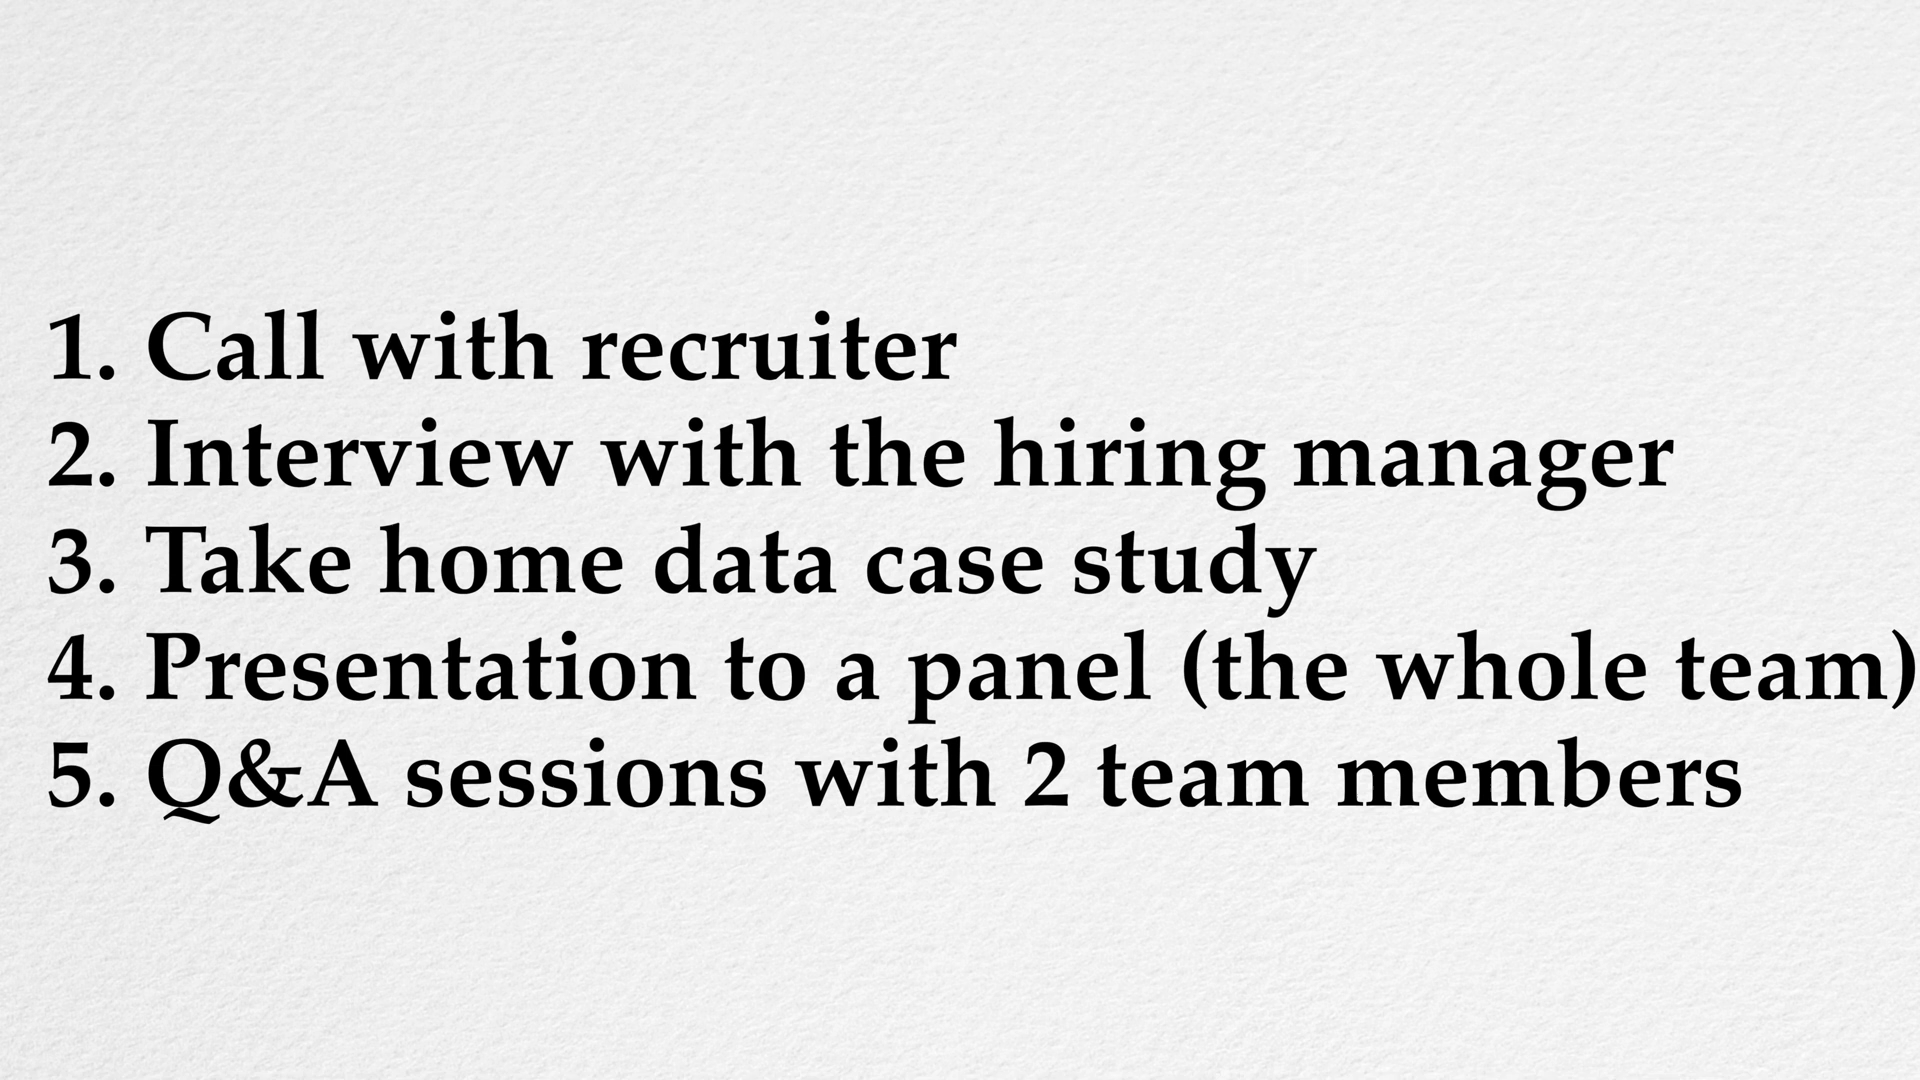 1. Call with recruiter
2. Interview with the hiring manager
3. Take home data case study
4. Presentation to a panel (the whole team)
5. Q&A sessions with 2 team members